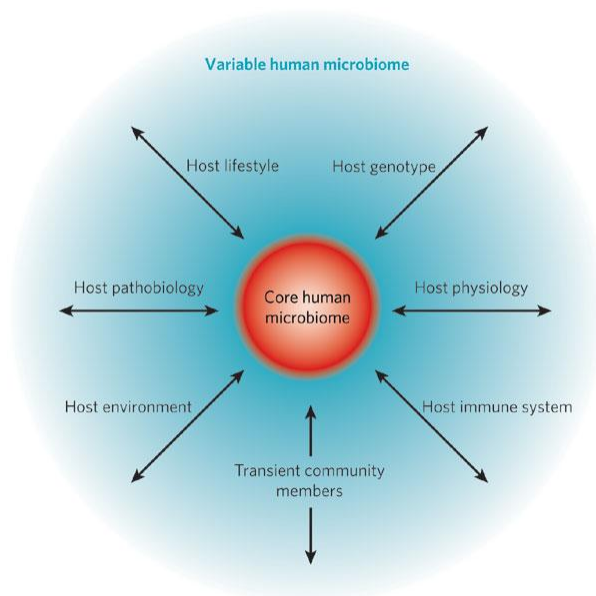 Variable human microbiome
Host lifestyle
Host genotype
Host pathobiology
Core human
microbiome
Host physiology
Host environment
Host immune system
Transient community
members